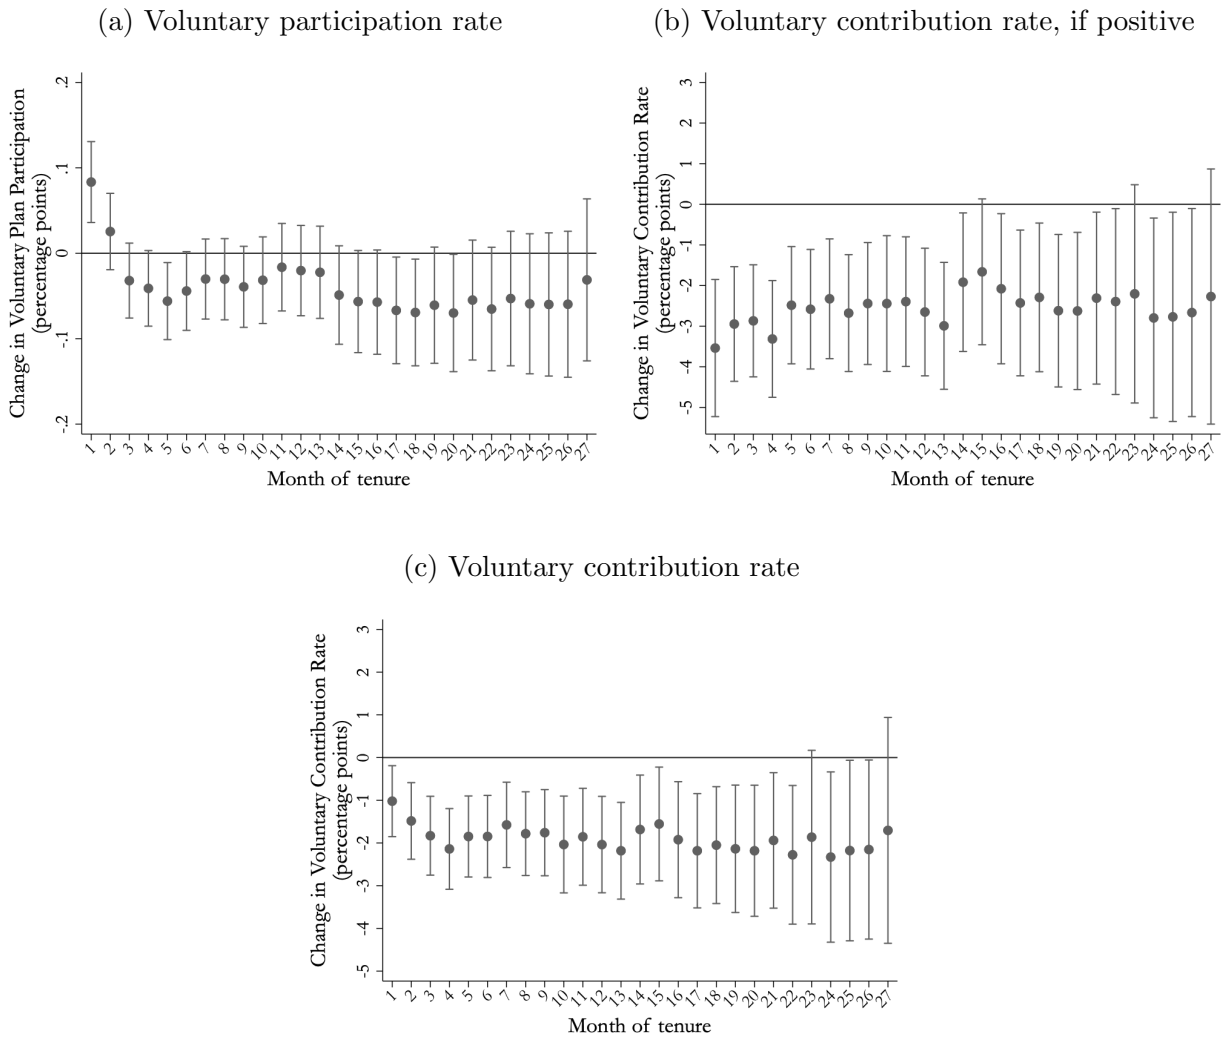 (a) Voluntary participation rate
Change in Voluntary Plan Participation
(percentage points)
.2
.1
0
-.1
-.2
1 2 3 4 5 6 7 8 9 10 11 12 13 14 15 16 17 18 19 20 21 22 23 24 25 26 27
Month of tenure
(b) Voluntary contribution rate, if positive
Change in Voluntary Contribution Rate
(percentage points)
3
2
1
0
-1
-2
-3
-4
-5
1 2 3 4 5 6 7 8 9 10 11 12 13 14 15 16 17 18 19 20 21 22 23 24 25 26 27
Month of tenure
(c) Voluntary contribution rate
Change in Voluntary Contribution Rate
(percentage points)
3
2
1
0
-1
-2
-3
-4
-5
1 2 3 4 5 6 7 8 9 10 11 12 13 14 15 16 17 18 19 20 21 22 23 24 25 26 27
Month of tenure